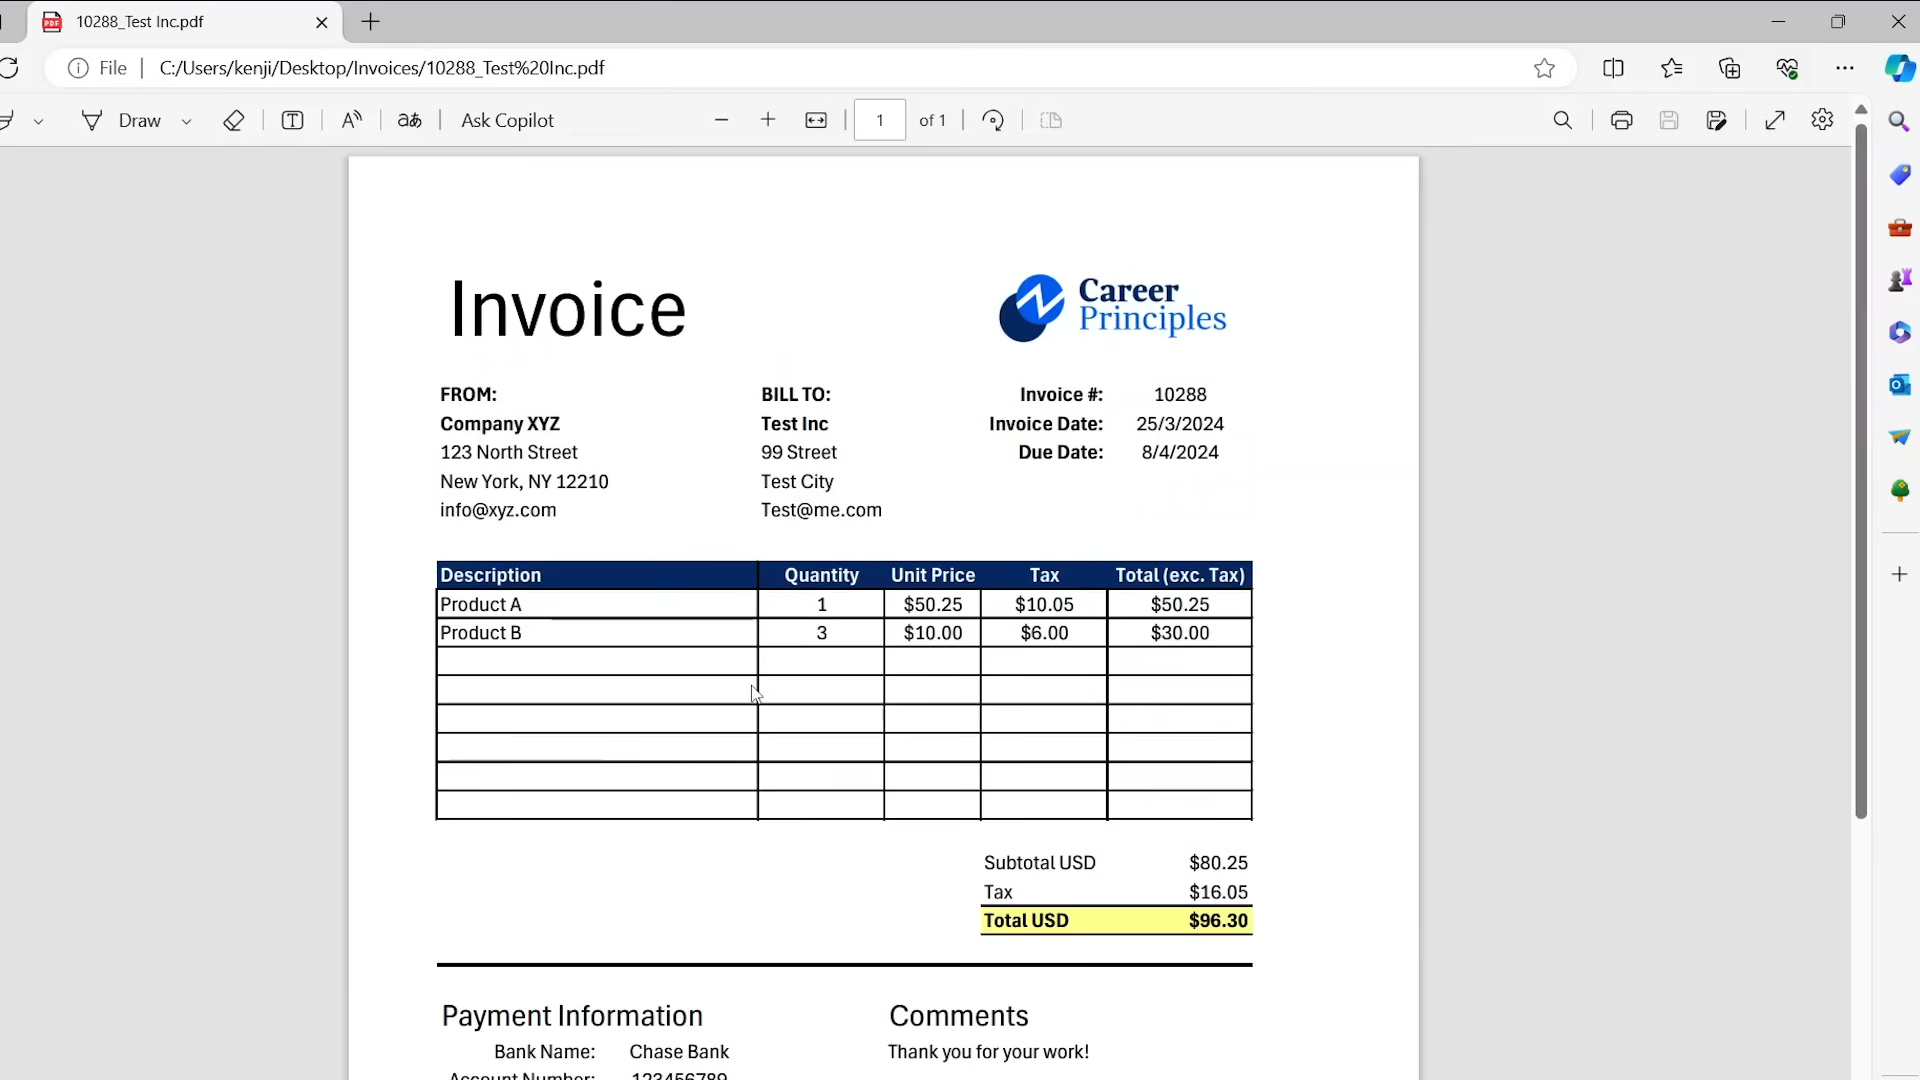 10288_Test Inc.pdf
File
C:/Users/kenji/Desktop/Invoices/10288_Test%20Inc.pdf
Draw
Ask Copilot
1 of 1
Invoice
Career
Principles
FROM:
Company XYZ
123 North Street
New York, NY 12210
info@xyz.com
BILL TO:
Test Inc
99 Street
Test City
Test@me.com
Invoice #: 10288
Invoice Date: 25/3/2024
Due Date: 8/4/2024
Description Quantity Unit Price Tax Total (exc. Tax)
Product A 1 $50.25 $10.05 $50.25
Product B 3 $10.00 $6.00 $30.00
Subtotal USD $80.25
Tax $16.05
Total USD $96.30
Payment Information
Bank Name: Chase Bank
Account Number: 123456789
Comments
Thank you for your work!